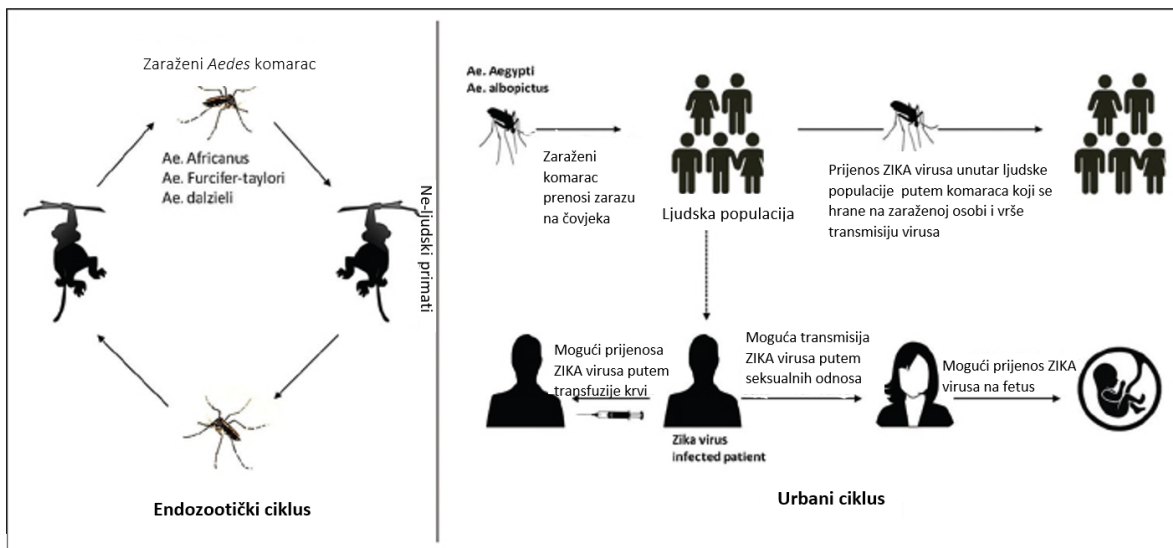 Zaraženi Aedes komarac
Ae. Africanus
Ae. Furcifer-taylori
Ae. dalzieli
Ne-ljudski primati
Endozootički ciklus
Ae. Aegypti
Ae. albopictus
Zaraženi
komarac
prenosi zarazu
na čovjeka
Ljudska populacija
Prijenos ZIKA virusa unutar ljudske
populacije putem komaraca koji se
hrane na zaraženoj osobi i vrše
transmisiju virusa
Mogući prijenosa
ZIKA virusa putem
transfuzije krvi
Zika virus
infected patient
Moguća transmisija
ZIKA virusa putem
seksualnih odnosa
Mogući prijenos ZIKA
virusa na fetus
Urbani ciklus